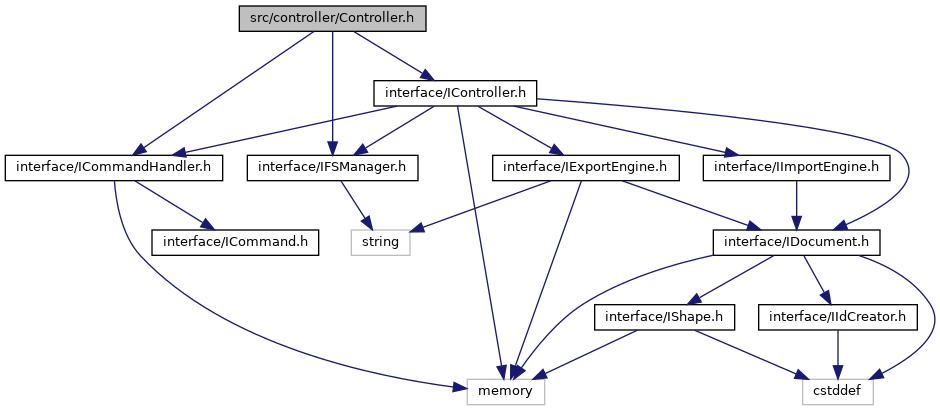 src/controller/Controller.h
interface/IController.h
interface/ICommandHandler.h
interface/IFSManager.h
interface/IExportEngine.h
interface/IImportEngine.h
interface/ICommand.h
string
interface/IDocument.h
interface/IShape.h
interface/IIdCreator.h
memory
cstddef